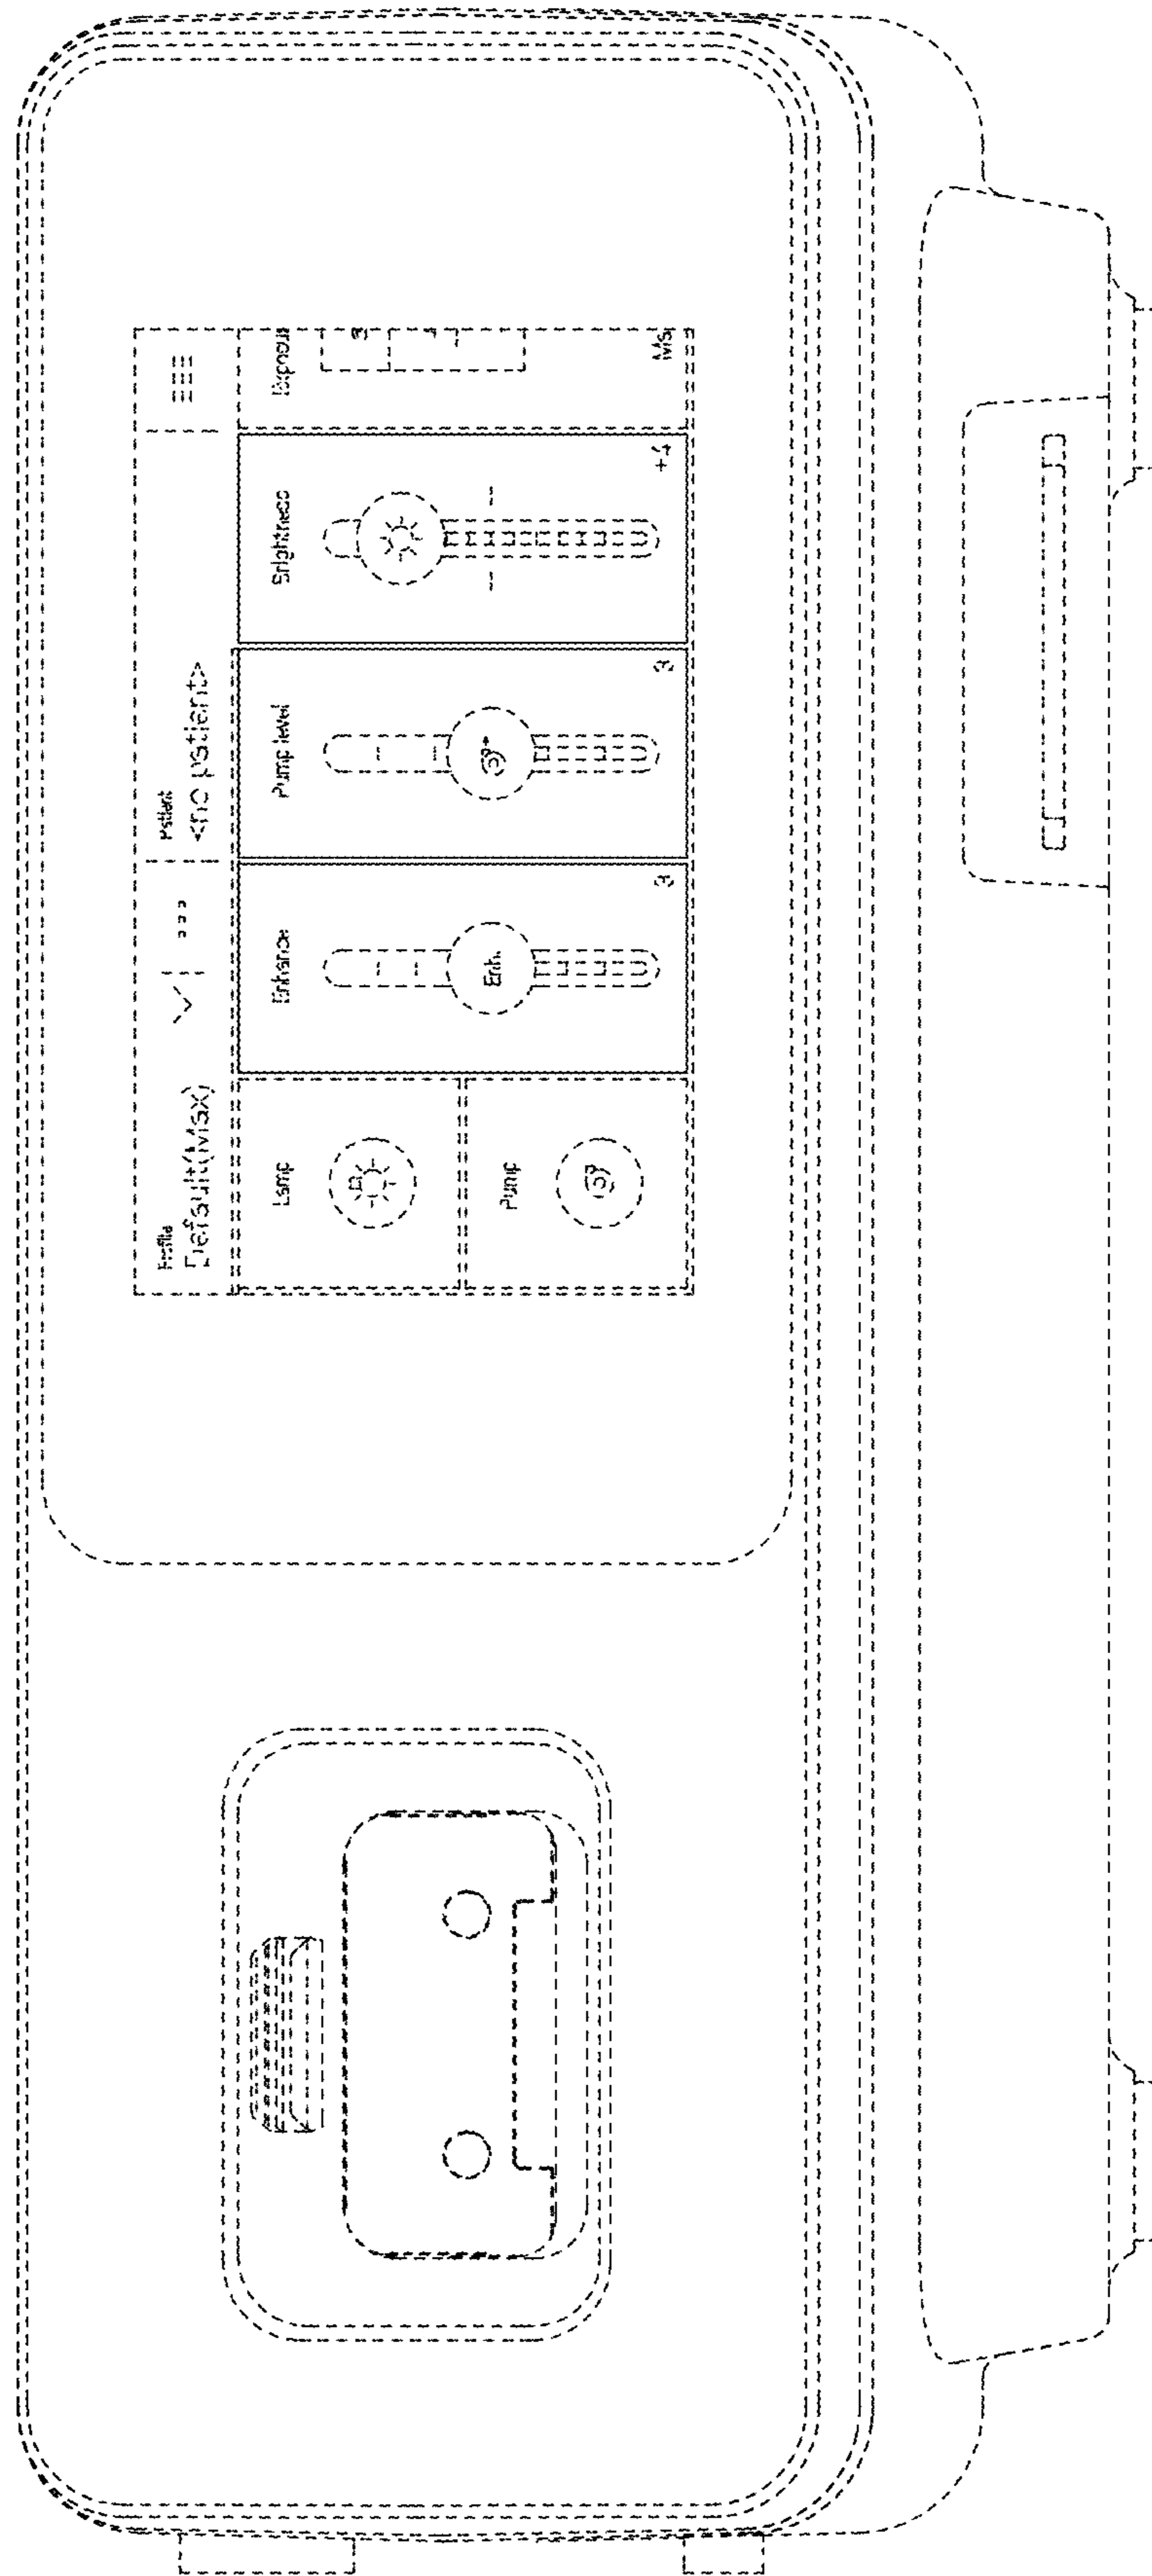 Profile
Default(Max)
Patient
<no patient>
Lamp
Pump
Enhance
Enh.
3
Pump level
3
Brightness
+4